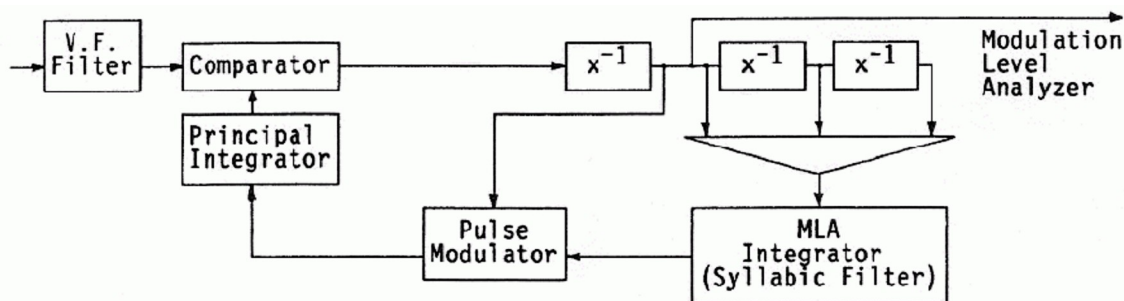 V.F.
Filter
Comparator
x⁻¹
x⁻¹
x⁻¹
Modulation
Level
Analyzer
Principal
Integrator
Pulse
Modulator
MLA
Integrator
(Syllabic Filter)